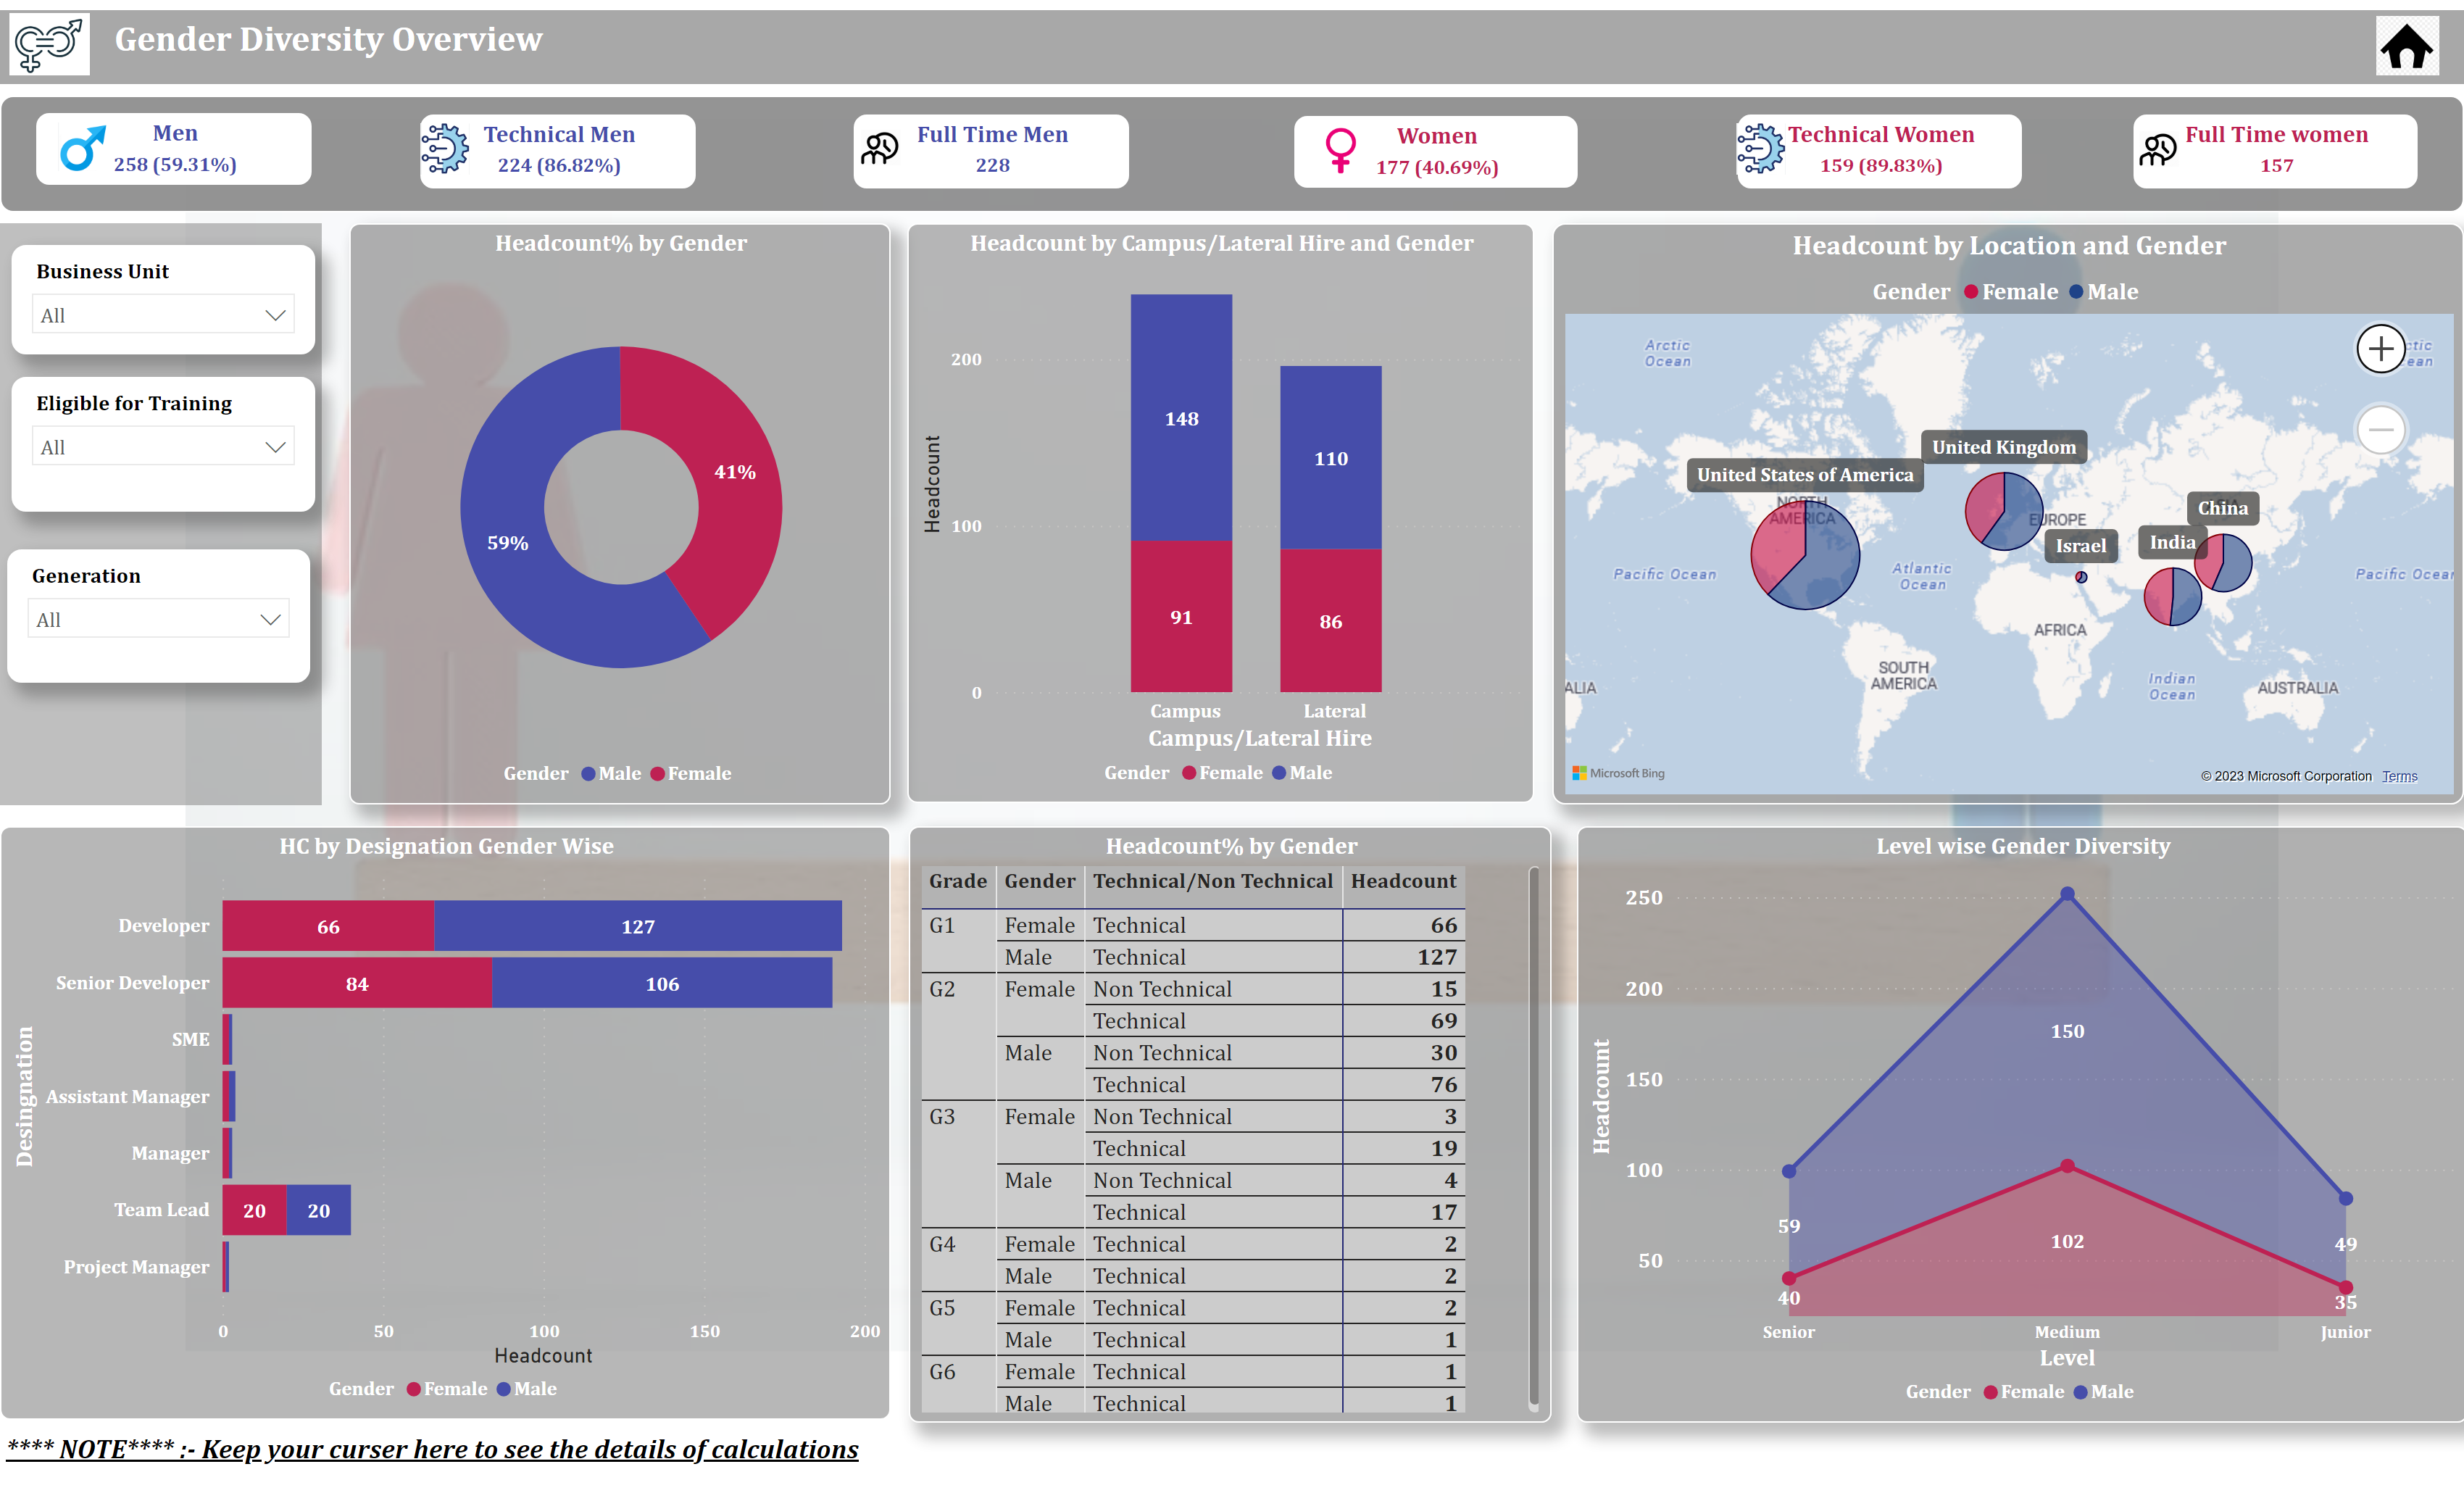 Gender Diversity Overview
Men
258 (59.31%)
Technical Men
224 (86.82%)
Full Time Men
228
Women
177 (40.69%)
Technical Women
159 (89.83%)
Full Time women
157
Business Unit
All
Eligible for Training
All
Generation
All
Headcount% by Gender
41%
59%
Gender Male Female
Headcount by Campus/Lateral Hire and Gender
Headcount
200
100
0
148
110
91
86
Campus Lateral
Campus/Lateral Hire
Gender Female Male
Headcount by Location and Gender
Gender Female Male
Arctic
Ocean
ctic
ean
United Kingdom
United States of America
NORTH
AMERICA
China
EUROPE
Israel
India
Pacific Ocean
Atlantic
Ocean
Pacific Ocean
AFRICA
SOUTH
AMERICA
Indian
Ocean
ALIA
AUSTRALIA
Microsoft Bing
© 2023 Microsoft Corporation Terms
HC by Designation Gender Wise
Desingnation
Developer 66 127
Senior Developer 84 106
SME
Assistant Manager
Manager
Team Lead 20 20
Project Manager
0 50 100 150 200
Headcount
Gender Female Male
Headcount% by Gender
Grade Gender Technical/Non Technical Headcount
G1 Female Technical 66
Male Technical 127
G2 Female Non Technical 15
Technical 69
Male Non Technical 30
Technical 76
G3 Female Non Technical 3
Technical 19
Male Non Technical 4
Technical 17
G4 Female Technical 2
Male Technical 2
G5 Female Technical 2
Male Technical 1
G6 Female Technical 1
Male Technical 1
Level wise Gender Diversity
Headcount
250
200
150
100
50
150
59
102
49
40
35
Senior Medium Junior
Level
Gender Female Male
**** NOTE**** :- Keep your curser here to see the details of calculations